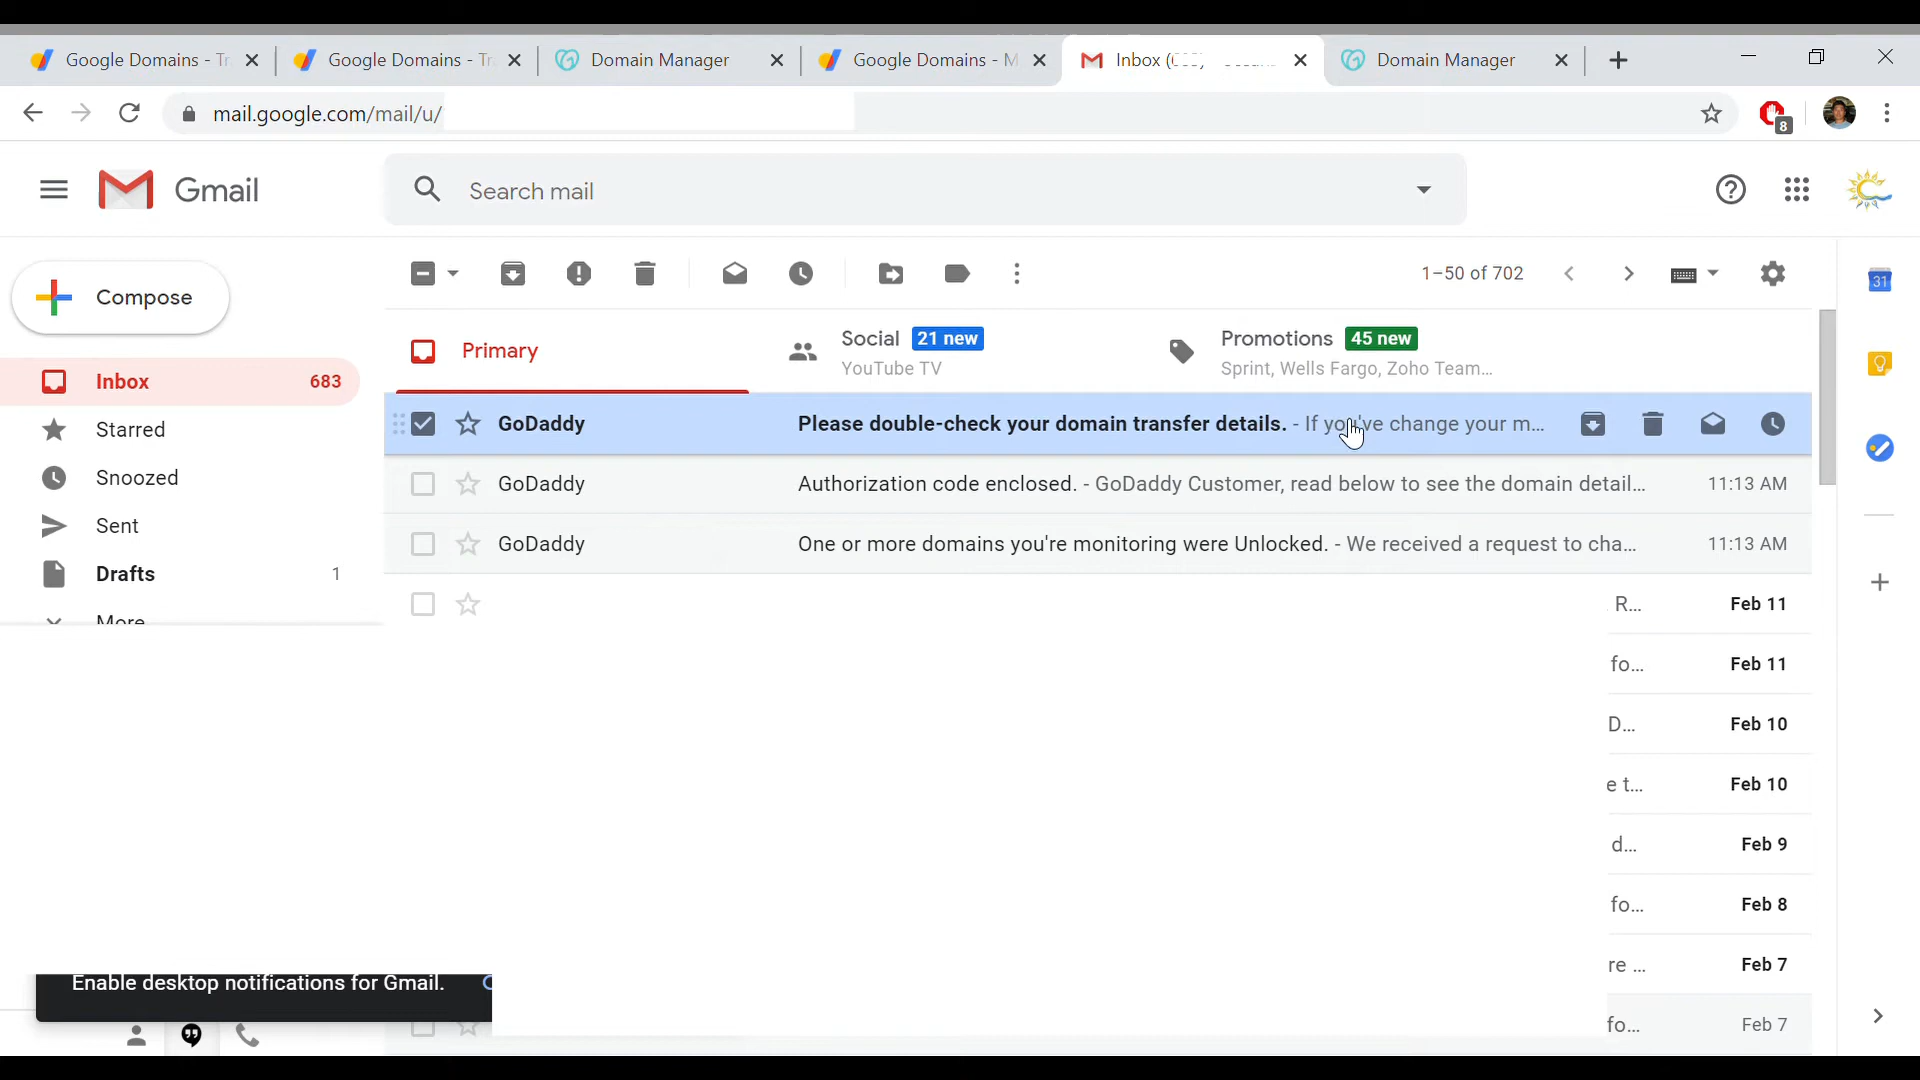 Google Domains - Tr
Google Domains - Tr
Domain Manager
Google Domains - M
Inbox (
Domain Manager
mail.google.com/mail/u/
8
Gmail
Search mail
Compose
1–50 of 702
31
Primary
Social 21 new
YouTube TV
Promotions 45 new
Sprint, Wells Fargo, Zoho Team...
Inbox 683
Starred
Snoozed
Sent
Drafts 1
More
GoDaddy Please double-check your domain transfer details. - If you've change your m...
GoDaddy Authorization code enclosed. - GoDaddy Customer, read below to see the domain detail... 11:13 AM
GoDaddy One or more domains you're monitoring were Unlocked. - We received a request to cha... 11:13 AM
R... Feb 11
fo... Feb 11
D... Feb 10
e t... Feb 10
d... Feb 9
fo... Feb 8
re ... Feb 7
fo... Feb 7
Enable desktop notifications for Gmail.